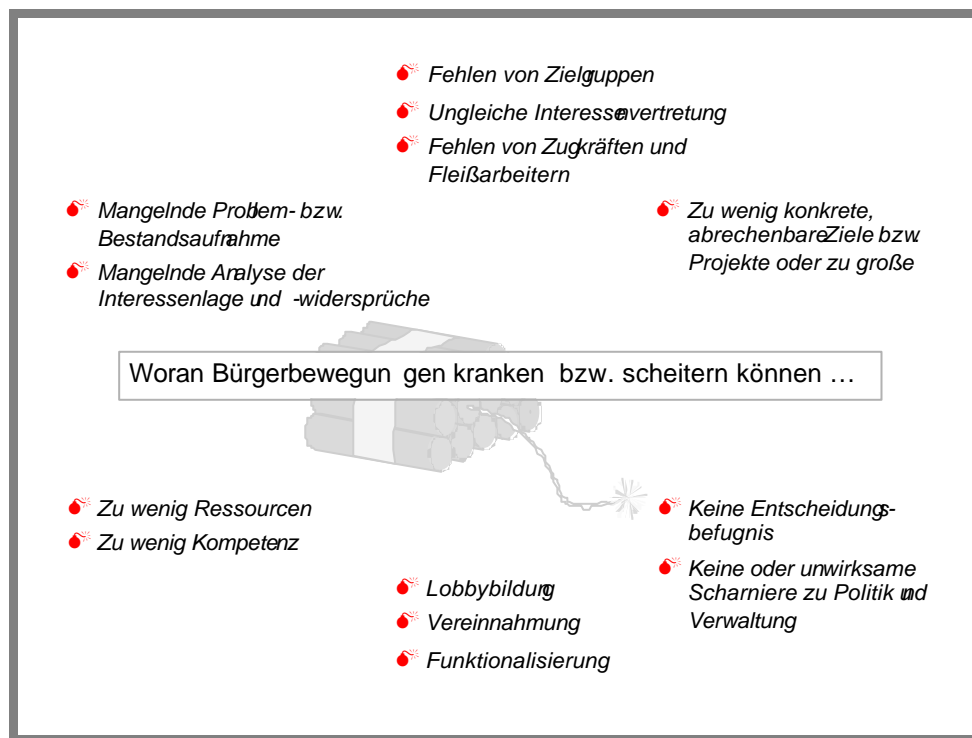 Fehlen von Zielgruppen
Ungleiche Interessenvertretung
Fehlen von Zugkräften und
Fleißarbeitern
Mangelnde Problem- bzw.
Bestandsaufnahme
Mangelnde Analyse der
Interessenlage und -widersprüche
Zu wenig konkrete,
abrechenbare Ziele bzw.
Projekte oder zu große
Woran Bürgerbewegun gen kranken bzw. scheitern können …
Zu wenig Ressourcen
Zu wenig Kompetenz
Keine Entscheidungs-
befugnis
Keine oder unwirksame
Scharniere zu Politik und
Verwaltung
Lobbybildung
Vereinnahmung
Funktionalisierung